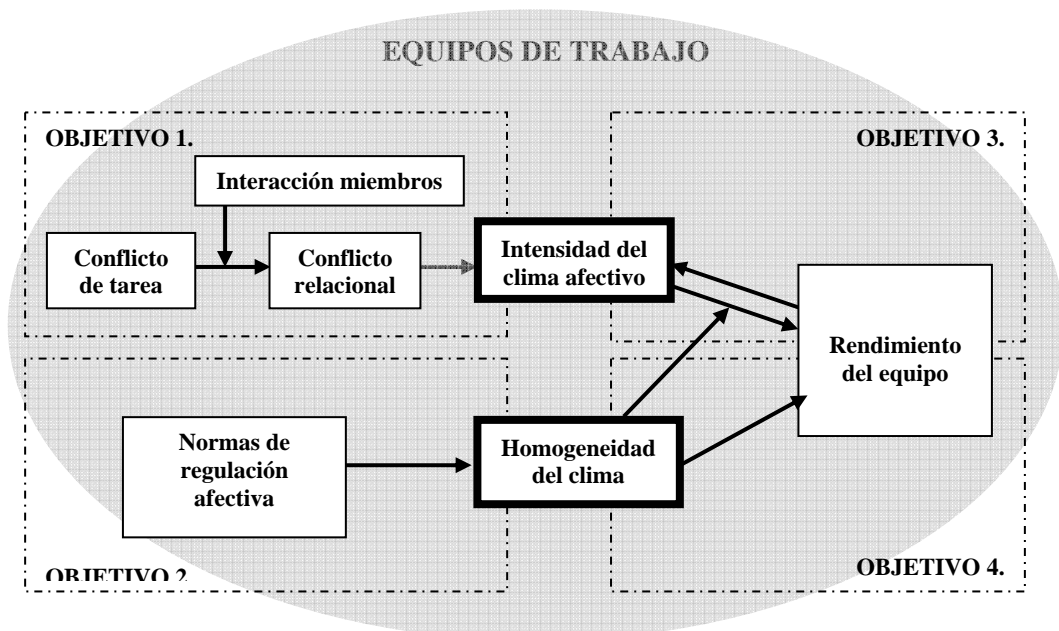 EQUIPOS DE TRABAJO
OBJETIVO 1.
Interacción miembros
Conflicto
de tarea
Conflicto
relacional
Intensidad del
clima afectivo
OBJETIVO 3.
Rendimiento
del equipo
Normas de
regulación
afectiva
Homogeneidad
del clima
OBJETIVO 2
OBJETIVO 4.